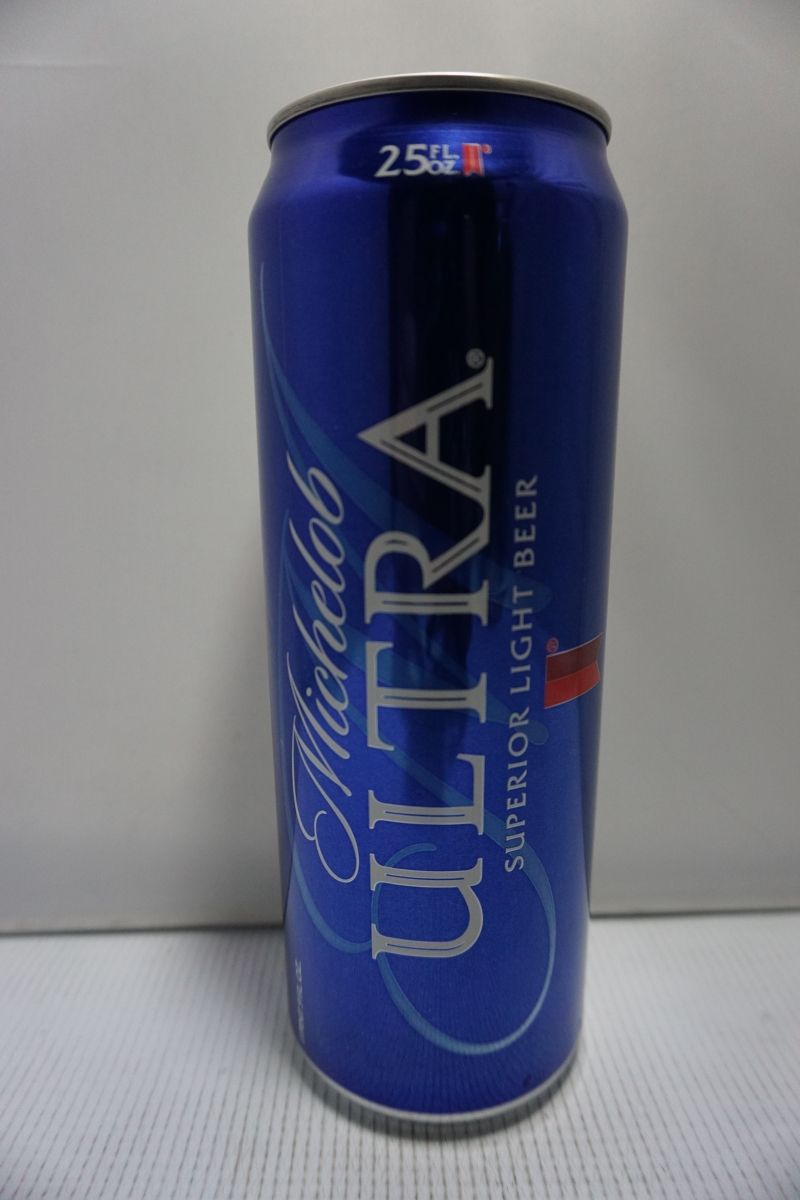 25 FL. OZ
Michelob
ULTRA®
SUPERIOR LIGHT BEER